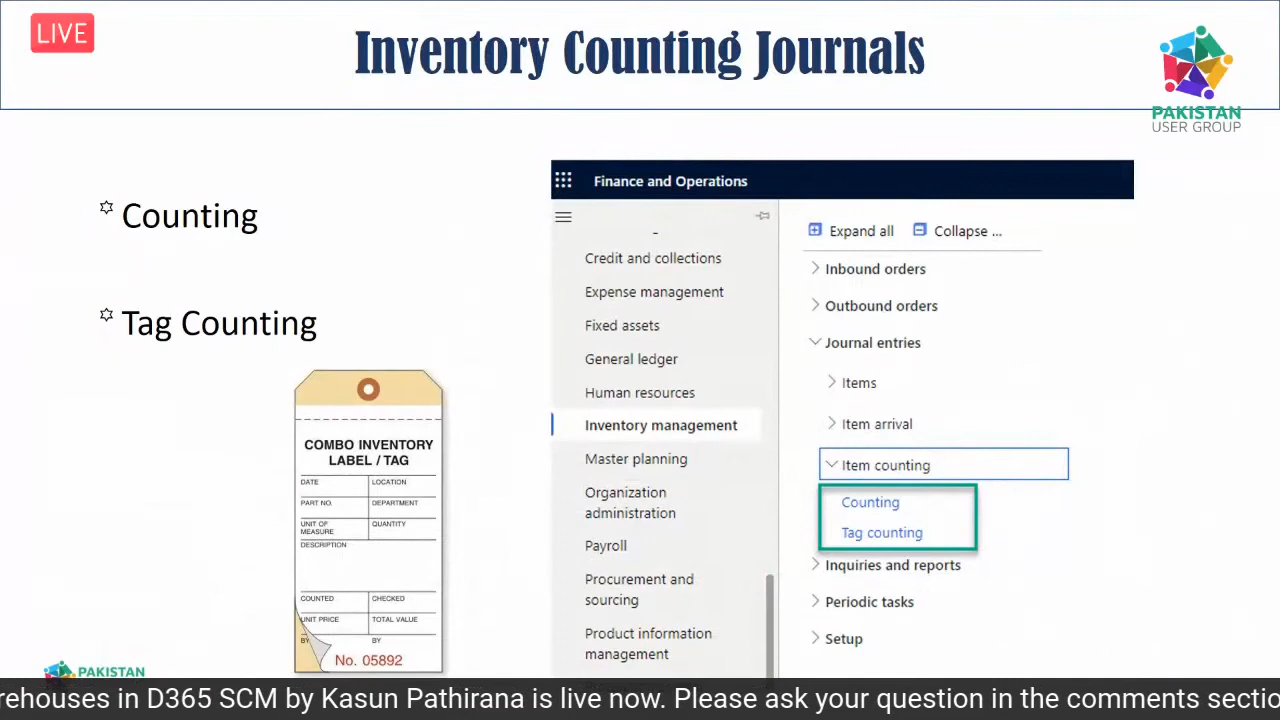 LIVE
Inventory Counting Journals
PAKISTAN
USER GROUP
Counting
Tag Counting
COMBO INVENTORY
LABEL / TAG
DATE LOCATION
PART NO. DEPARTMENT
UNIT OF
MEASURE QUANTITY
DESCRIPTION
COUNTED CHECKED
UNIT PRICE TOTAL VALUE
BY BY
No. 05892
Finance and Operations
Credit and collections
Expense management
Fixed assets
General ledger
Human resources
Inventory management
Master planning
Organization
administration
Payroll
Procurement and
sourcing
Product information
management
Expand all Collapse ...
Inbound orders
Outbound orders
Journal entries
Items
Item arrival
Item counting
Counting
Tag counting
Inquiries and reports
Periodic tasks
Setup
PAKISTAN
rehouses in D365 SCM by Kasun Pathirana is live now. Please ask your question in the comments sectio